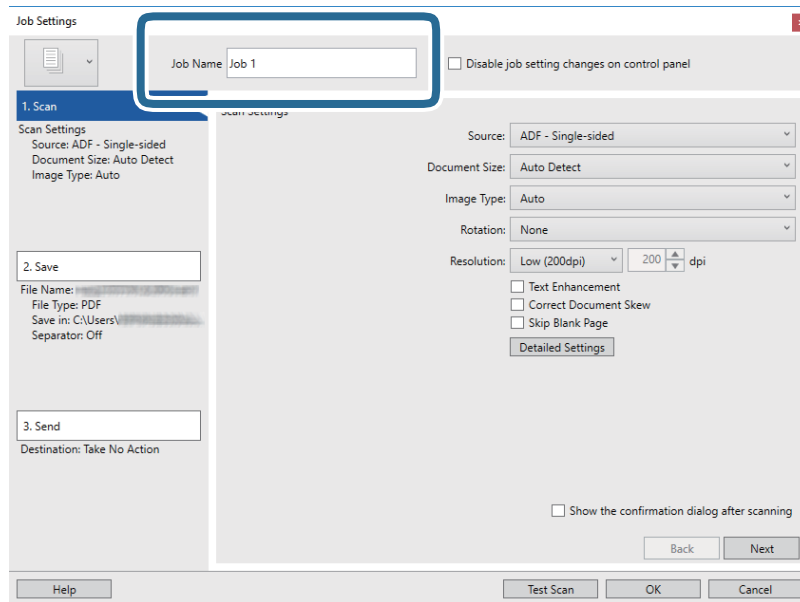 Job Settings
Job Name Job 1
Disable job setting changes on control panel
1. Scan
Scan Settings
Source: ADF - Single-sided
Document Size: Auto Detect
Image Type: Auto
2. Save
File Name:
File Type: PDF
Save in: C:\Users\
Separator: Off
3. Send
Destination: Take No Action
Scan Settings
Source: ADF - Single-sided
Document Size: Auto Detect
Image Type: Auto
Rotation: None
Resolution: Low (200dpi) 200 dpi
Text Enhancement
Correct Document Skew
Skip Blank Page
Detailed Settings
Show the confirmation dialog after scanning
Back Next
Help Test Scan OK Cancel